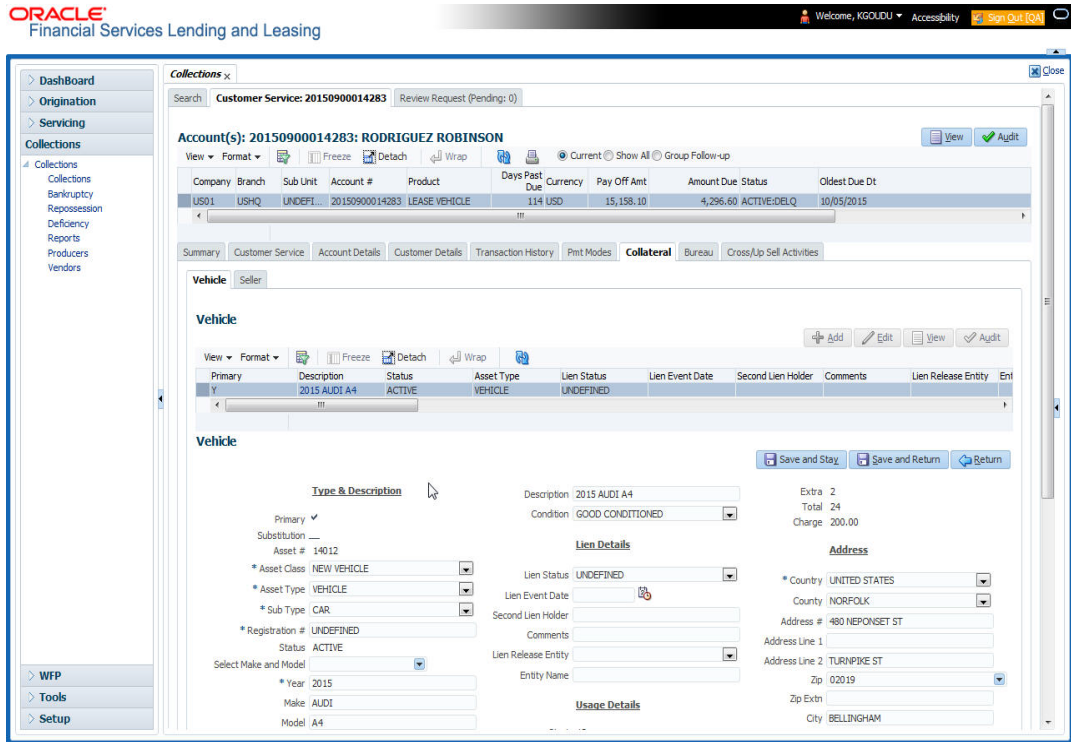 ORACLE®
Financial Services Lending and Leasing
Welcome, KGOUDU Accessibility Sign Out [QA]
Close
DashBoard
Origination
Servicing
Collections
Collections
Collections
Bankruptcy
Repossession
Deficiency
Reports
Producers
Vendors
WFP
Tools
Setup
Collections x
Search Customer Service: 20150900014283 Review Request (Pending: 0)
Account(s): 20150900014283: RODRIGUEZ ROBINSON
View Audit
View Format Freeze Detach Wrap Current Show All Group Follow-up
Company Branch Sub Unit Account # Product Days Past Due Currency Pay Off Amt Amount Due Status Oldest Due Dt
US01 USHQ UNDEFI... 20150900014283 LEASE VEHICLE 114 USD 15,158.10 4,296.60 ACTIVE:DELQ 10/05/2015
Summary Customer Service Account Details Customer Details Transaction History Pmt Modes Collateral Bureau Cross/Up Sell Activities
Vehicle Seller
Vehicle
Add Edit View Audit
View Format Freeze Detach Wrap
Primary Description Status Asset Type Lien Status Lien Event Date Second Lien Holder Comments Lien Release Entity Ent
Y 2015 AUDI A4 ACTIVE VEHICLE UNDEFINED
Vehicle
Save and Stay Save and Return Return
Type & Description
Primary
Substitution
Asset # 14012
* Asset Class NEW VEHICLE
* Asset Type VEHICLE
* Sub Type CAR
* Registration # UNDEFINED
Status ACTIVE
Select Make and Model
* Year 2015
Make AUDI
Model A4
Description 2015 AUDI A4
Condition GOOD CONDITIONED
Lien Details
Lien Status UNDEFINED
Lien Event Date
Second Lien Holder
Comments
Lien Release Entity
Entity Name
Usage Details
Extra 2
Total 24
Charge 200.00
Address
* Country UNITED STATES
County NORFOLK
Address # 480 NEPONSET ST
Address Line 1
Address Line 2 TURNPIKE ST
Zip 02019
Zip Extn
City BELLINGHAM